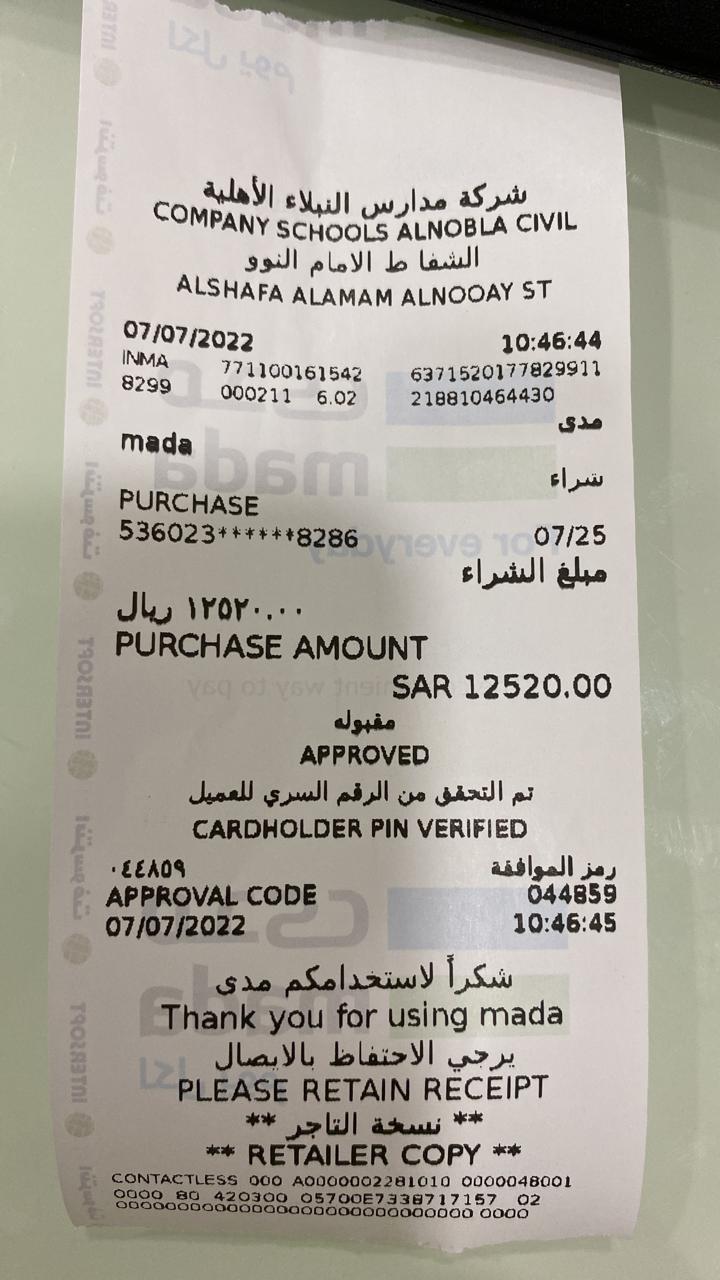 شركة مدارس النبلاء الأهلية
COMPANY SCHOOLS ALNOBLA CIVIL
الشفا ط الامام النوو
ALSHAFA ALAMAM ALNOOAY ST
07/07/2022 10:46:44
INMA 771100161542 6371520177829911
8299 000211 6.02 218810464430
مدى
mada
شراء
PURCHASE
536023******8286 07/25
مبلغ الشراء
١٢٥٢٠.٠٠ ريال
PURCHASE AMOUNT
SAR 12520.00
مقبوله
APPROVED
تم التحقق من الرقم السري للعميل
CARDHOLDER PIN VERIFIED
رمز الموافقة ٠٤٤٨٥٩
APPROVAL CODE 044859
07/07/2022 10:46:45
شكراً لاستخدامكم مدى
Thank you for using mada
يرجي الاحتفاظ بالايصال
PLEASE RETAIN RECEIPT
** نسخة التاجر **
** RETAILER COPY **
CONTACTLESS 000 A0000002281010 0000048001
0000 80 420300 05700E7338717157 02